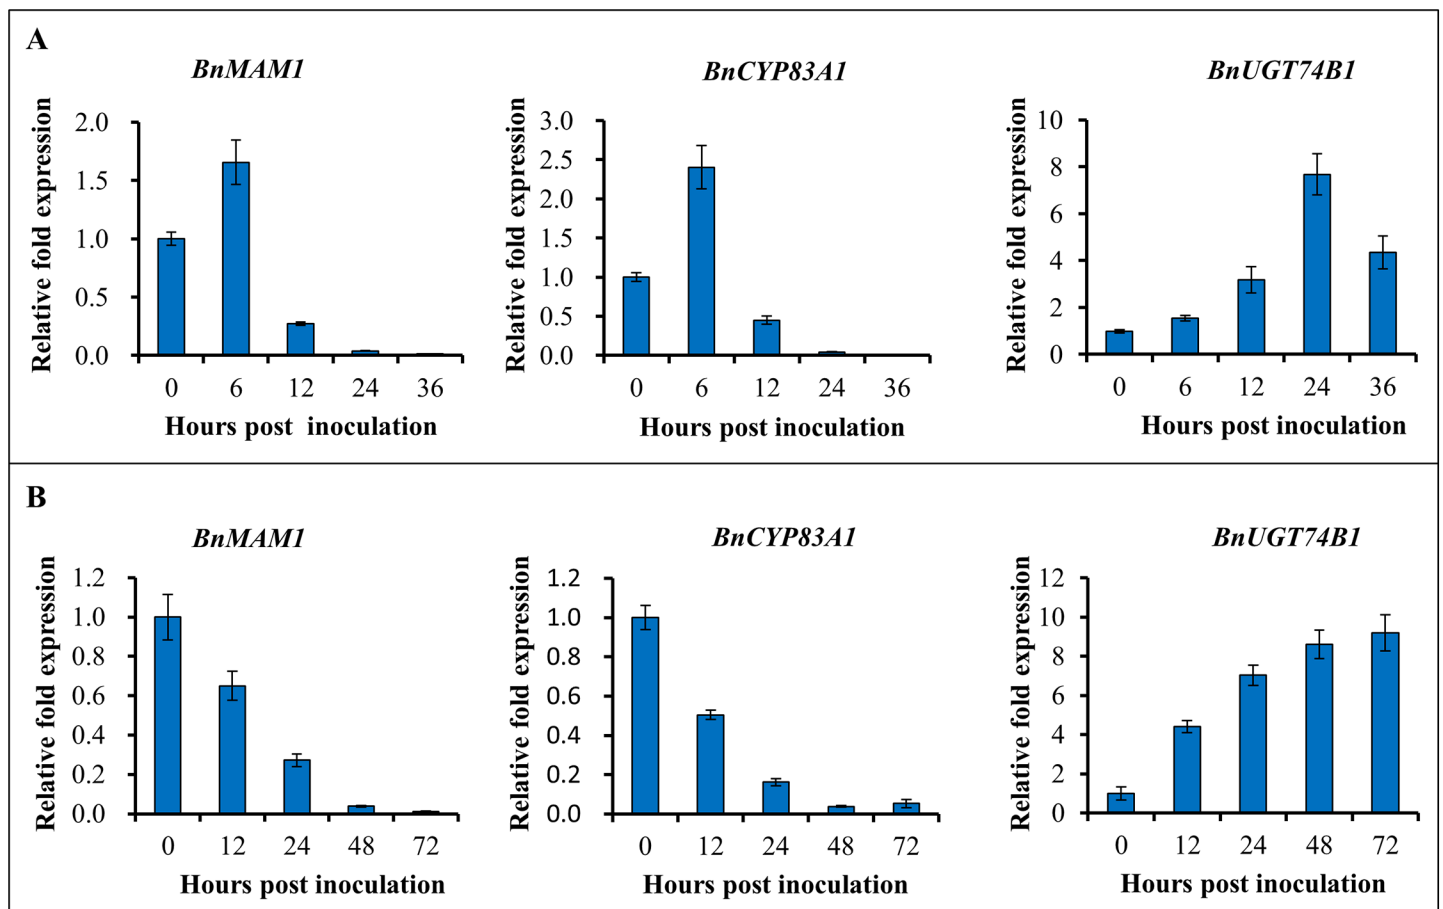 A
BnMAM1
BnCYP83A1
BnUGT74B1
Relative fold expression
2.0
1.5
1.0
0.5
0.0
0 6 12 24 36
Hours post inoculation
Relative fold expression
3.0
2.5
2.0
1.5
1.0
0.5
0.0
0 6 12 24 36
Hours post inoculation
Relative fold expression
10
8
6
4
2
0
0 6 12 24 36
Hours post inoculation
B
BnMAM1
BnCYP83A1
BnUGT74B1
Relative fold expression
1.2
1.0
0.8
0.6
0.4
0.2
0.0
0 12 24 48 72
Hours post inoculation
Relative fold expression
1.2
1.0
0.8
0.6
0.4
0.2
0.0
0 12 24 48 72
Hours post inoculation
Relative fold expression
12
10
8
6
4
2
0
0 12 24 48 72
Hours post inoculation